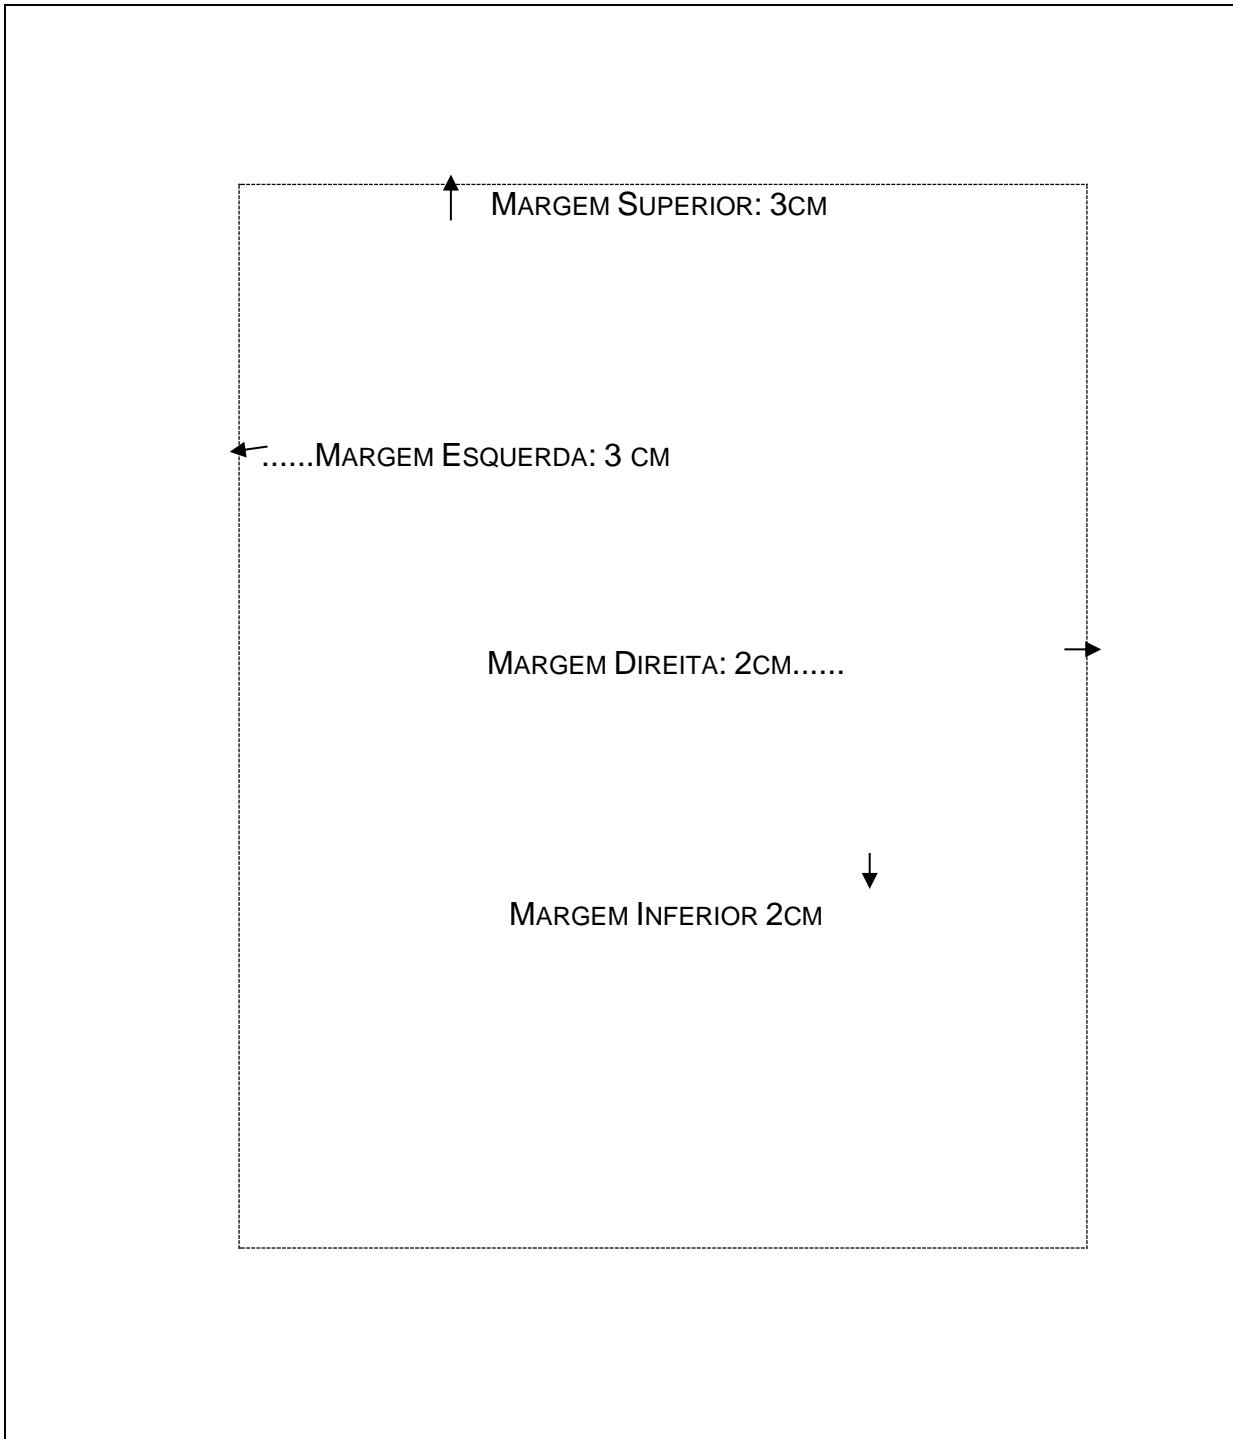 MARGEM SUPERIOR: 3CM
......MARGEM ESQUERDA: 3 CM
MARGEM DIREITA: 2CM......
MARGEM INFERIOR 2CM